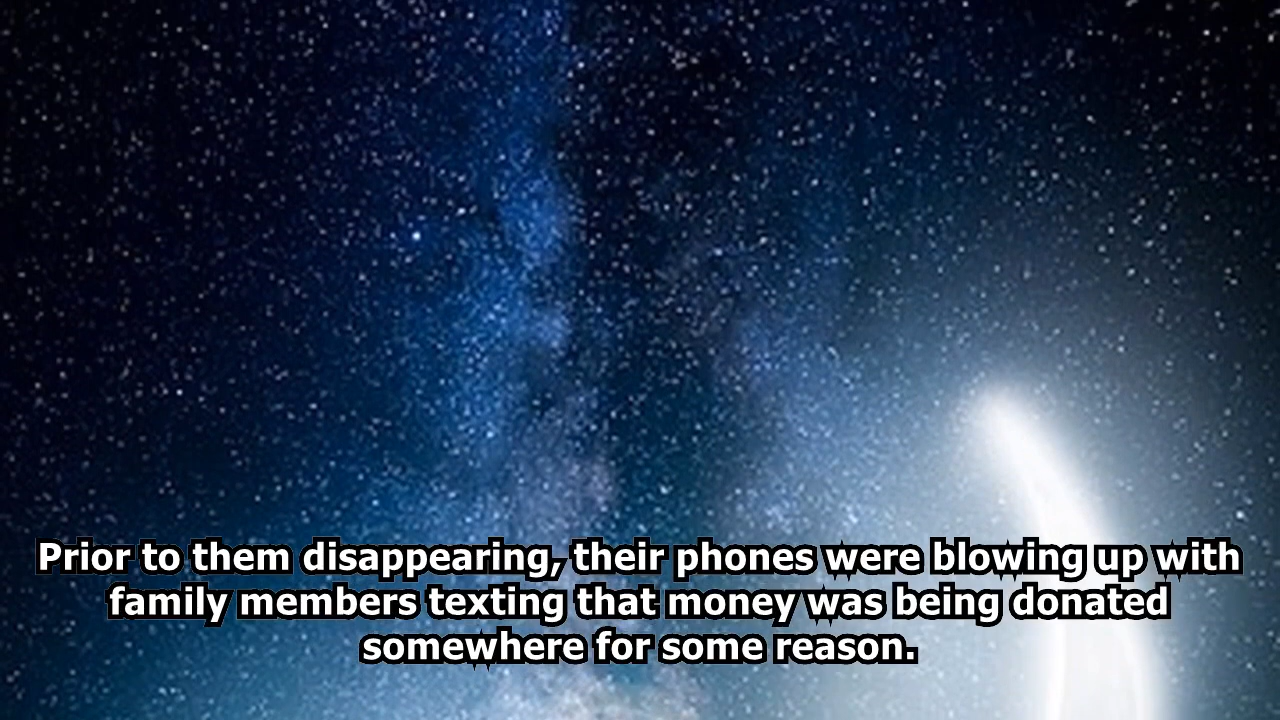 Prior to them disappearing, their phones were blowing up with
family members texting that money was being donated
somewhere for some reason.